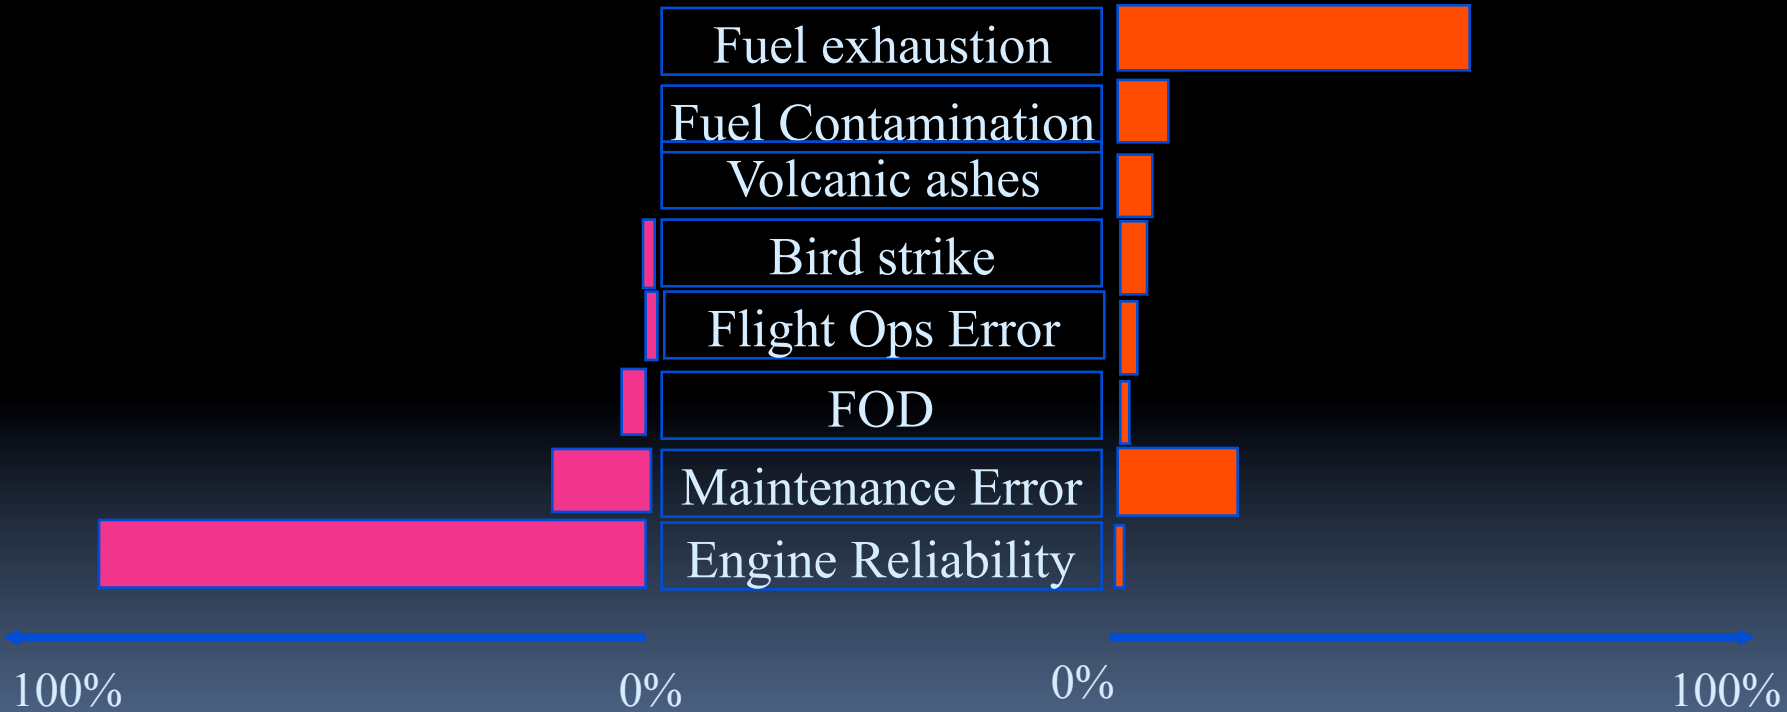 Fuel exhaustion
Fuel Contamination
Volcanic ashes
Bird strike
Flight Ops Error
FOD
Maintenance Error
Engine Reliability
100%
0%
0%
100%